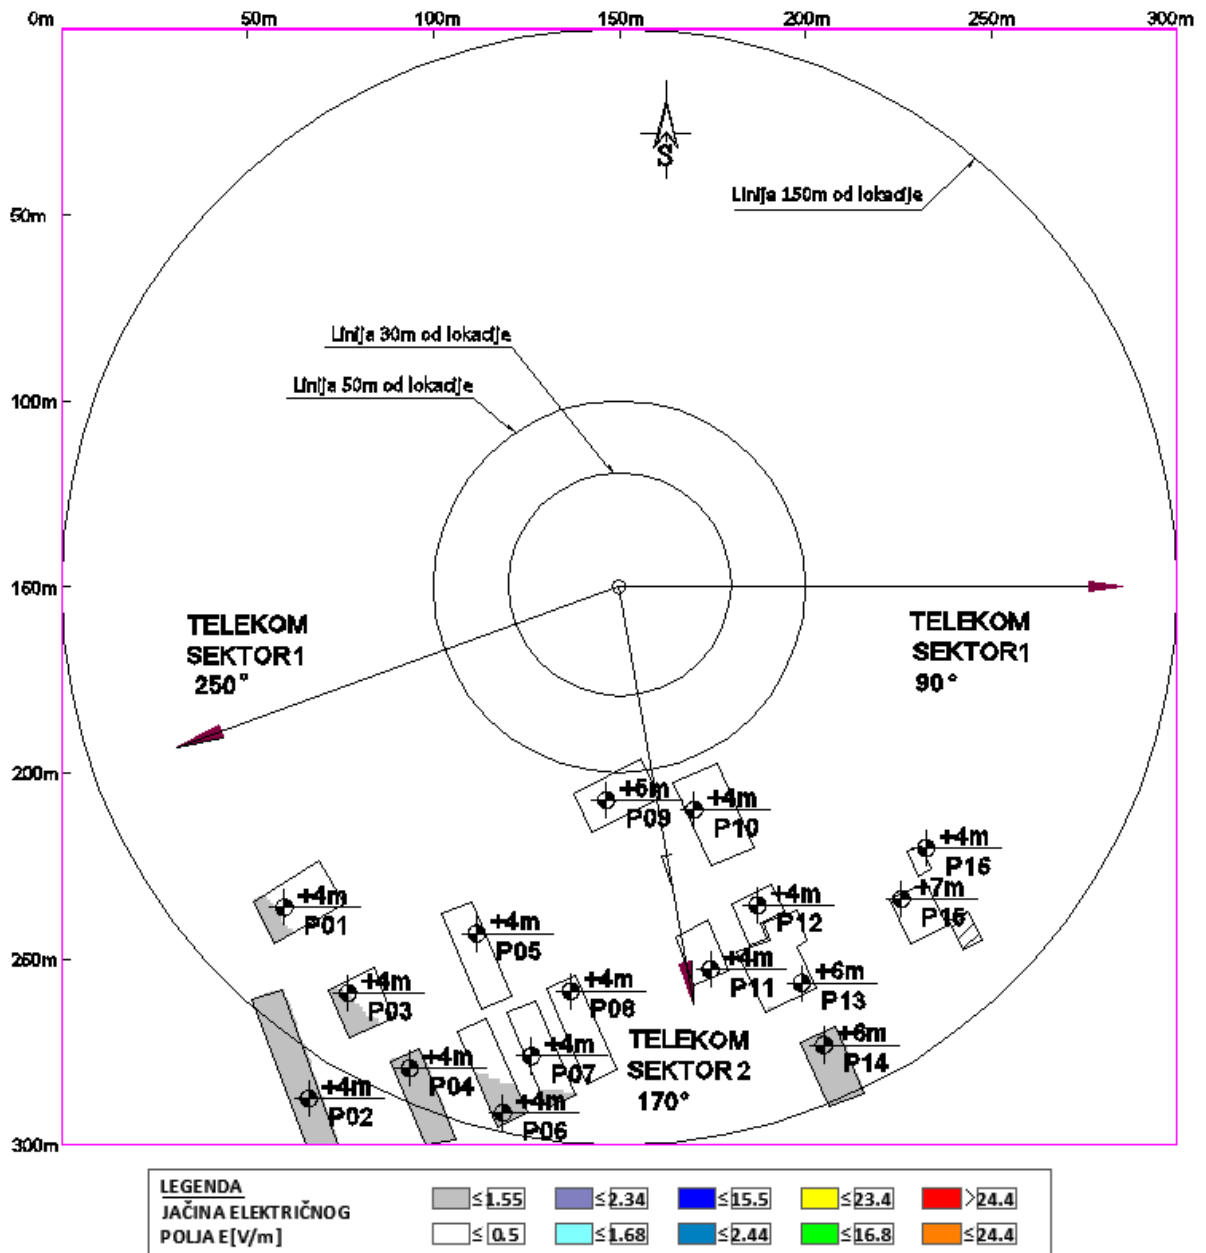 0m 50m 100m 150m 200m 250m 300m
S
Linija 150m od lokacije
50m
Linija 30m od lokacije
Linija 50m od lokacije
100m
150m
TELEKOM
SEKTOR1
250°
TELEKOM
SEKTOR1
90°
200m
+6m
P09
+4m
P10
+4m
P16
+7m
P15
+4m
P01
+4m
P05
+4m
P12
250m
+4m
P11
+4m
P03
+4m
P08
+6m
P13
+4m
P04
+4m
P07
TELEKOM
SEKTOR 2
170°
+6m
P14
+4m
P02
+4m
P06
300m
LEGENDA
JAČINA ELEKTRIČNOG
POLJA E[V/m]
≤1.55 ≤2.34 ≤15.5 ≤23.4 >24.4
≤ 0.5 ≤1.68 ≤2.44 ≤16.8 ≤24.4